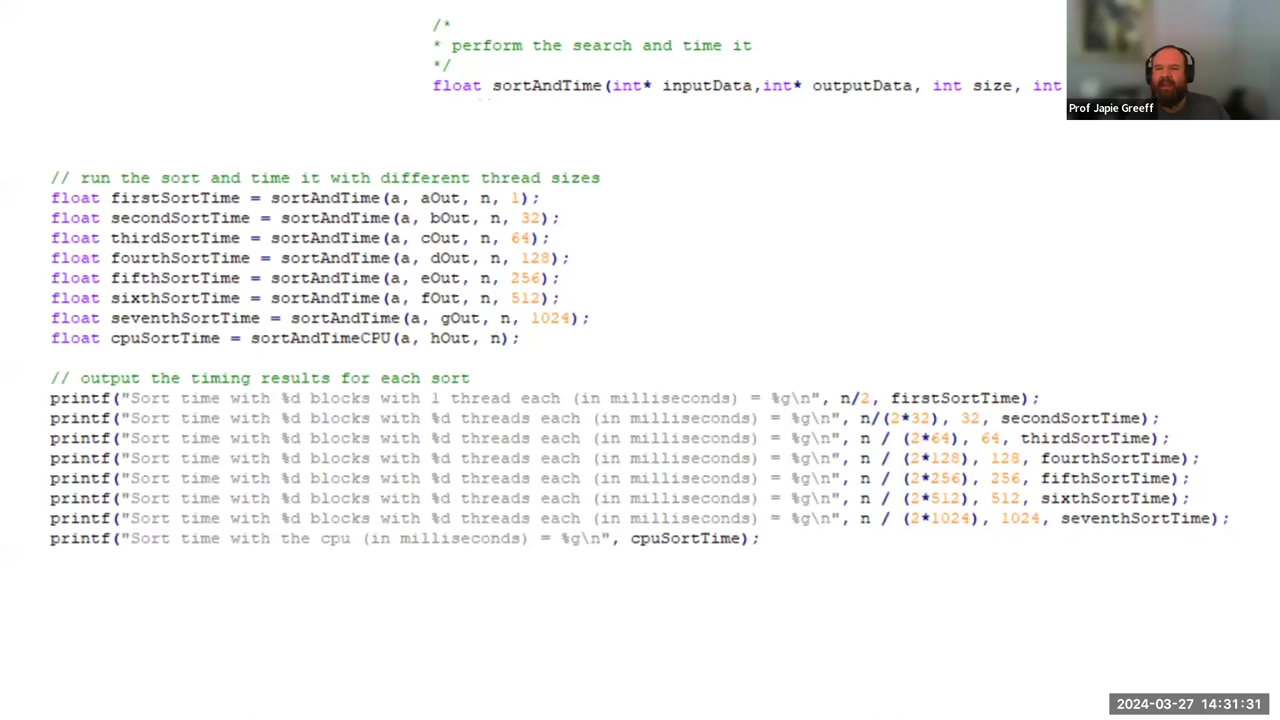 /*
* perform the search and time it
*/
float sortAndTime(int* inputData,int* outputData, int size, int
Prof Japie Greeff
// run the sort and time it with different thread sizes
float firstSortTime = sortAndTime(a, aOut, n, 1);
float secondSortTime = sortAndTime(a, bOut, n, 32);
float thirdSortTime = sortAndTime(a, cOut, n, 64);
float fourthSortTime = sortAndTime(a, dOut, n, 128);
float fifthSortTime = sortAndTime(a, eOut, n, 256);
float sixthSortTime = sortAndTime(a, fOut, n, 512);
float seventhSortTime = sortAndTime(a, gOut, n, 1024);
float cpuSortTime = sortAndTimeCPU(a, hOut, n);
// output the timing results for each sort
printf("Sort time with %d blocks with 1 thread each (in milliseconds) = %g\n", n/2, firstSortTime);
printf("Sort time with %d blocks with %d threads each (in milliseconds) = %g\n", n/(2*32), 32, secondSortTime);
printf("Sort time with %d blocks with %d threads each (in milliseconds) = %g\n", n / (2*64), 64, thirdSortTime);
printf("Sort time with %d blocks with %d threads each (in milliseconds) = %g\n", n / (2*128), 128, fourthSortTime);
printf("Sort time with %d blocks with %d threads each (in milliseconds) = %g\n", n / (2*256), 256, fifthSortTime);
printf("Sort time with %d blocks with %d threads each (in milliseconds) = %g\n", n / (2*512), 512, sixthSortTime);
printf("Sort time with %d blocks with %d threads each (in milliseconds) = %g\n", n / (2*1024), 1024, seventhSortTime);
printf("Sort time with the cpu (in milliseconds) = %g\n", cpuSortTime);
2024-03-27 14:31:31